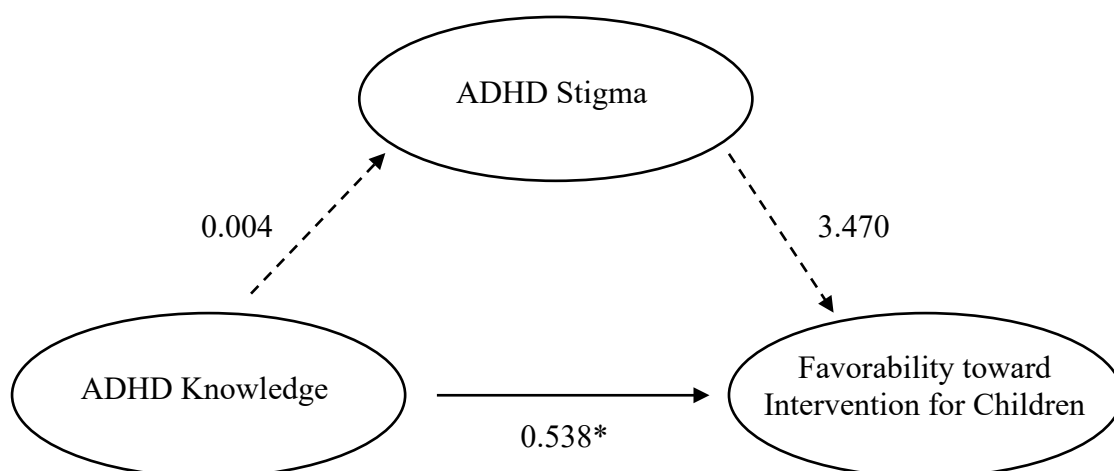 ADHD Stigma
0.004
3.470
ADHD Knowledge
Favorability toward
Intervention for Children
0.538*